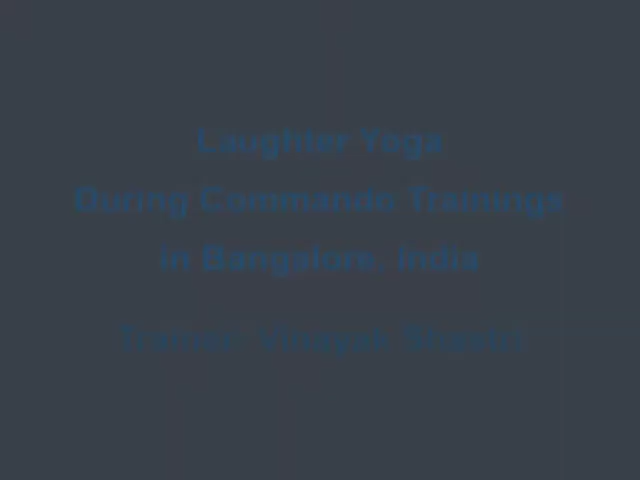 Laughter Yoga
During Commando Trainings
in Bangalore, India
Trainer- Vinayak Shastri